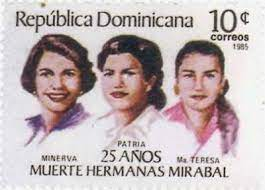 República Dominicana
10¢
correos
1985
PATRIA
MINERVA 25 AÑOS Ma. TERESA
MUERTE HERMANAS MIRABAL